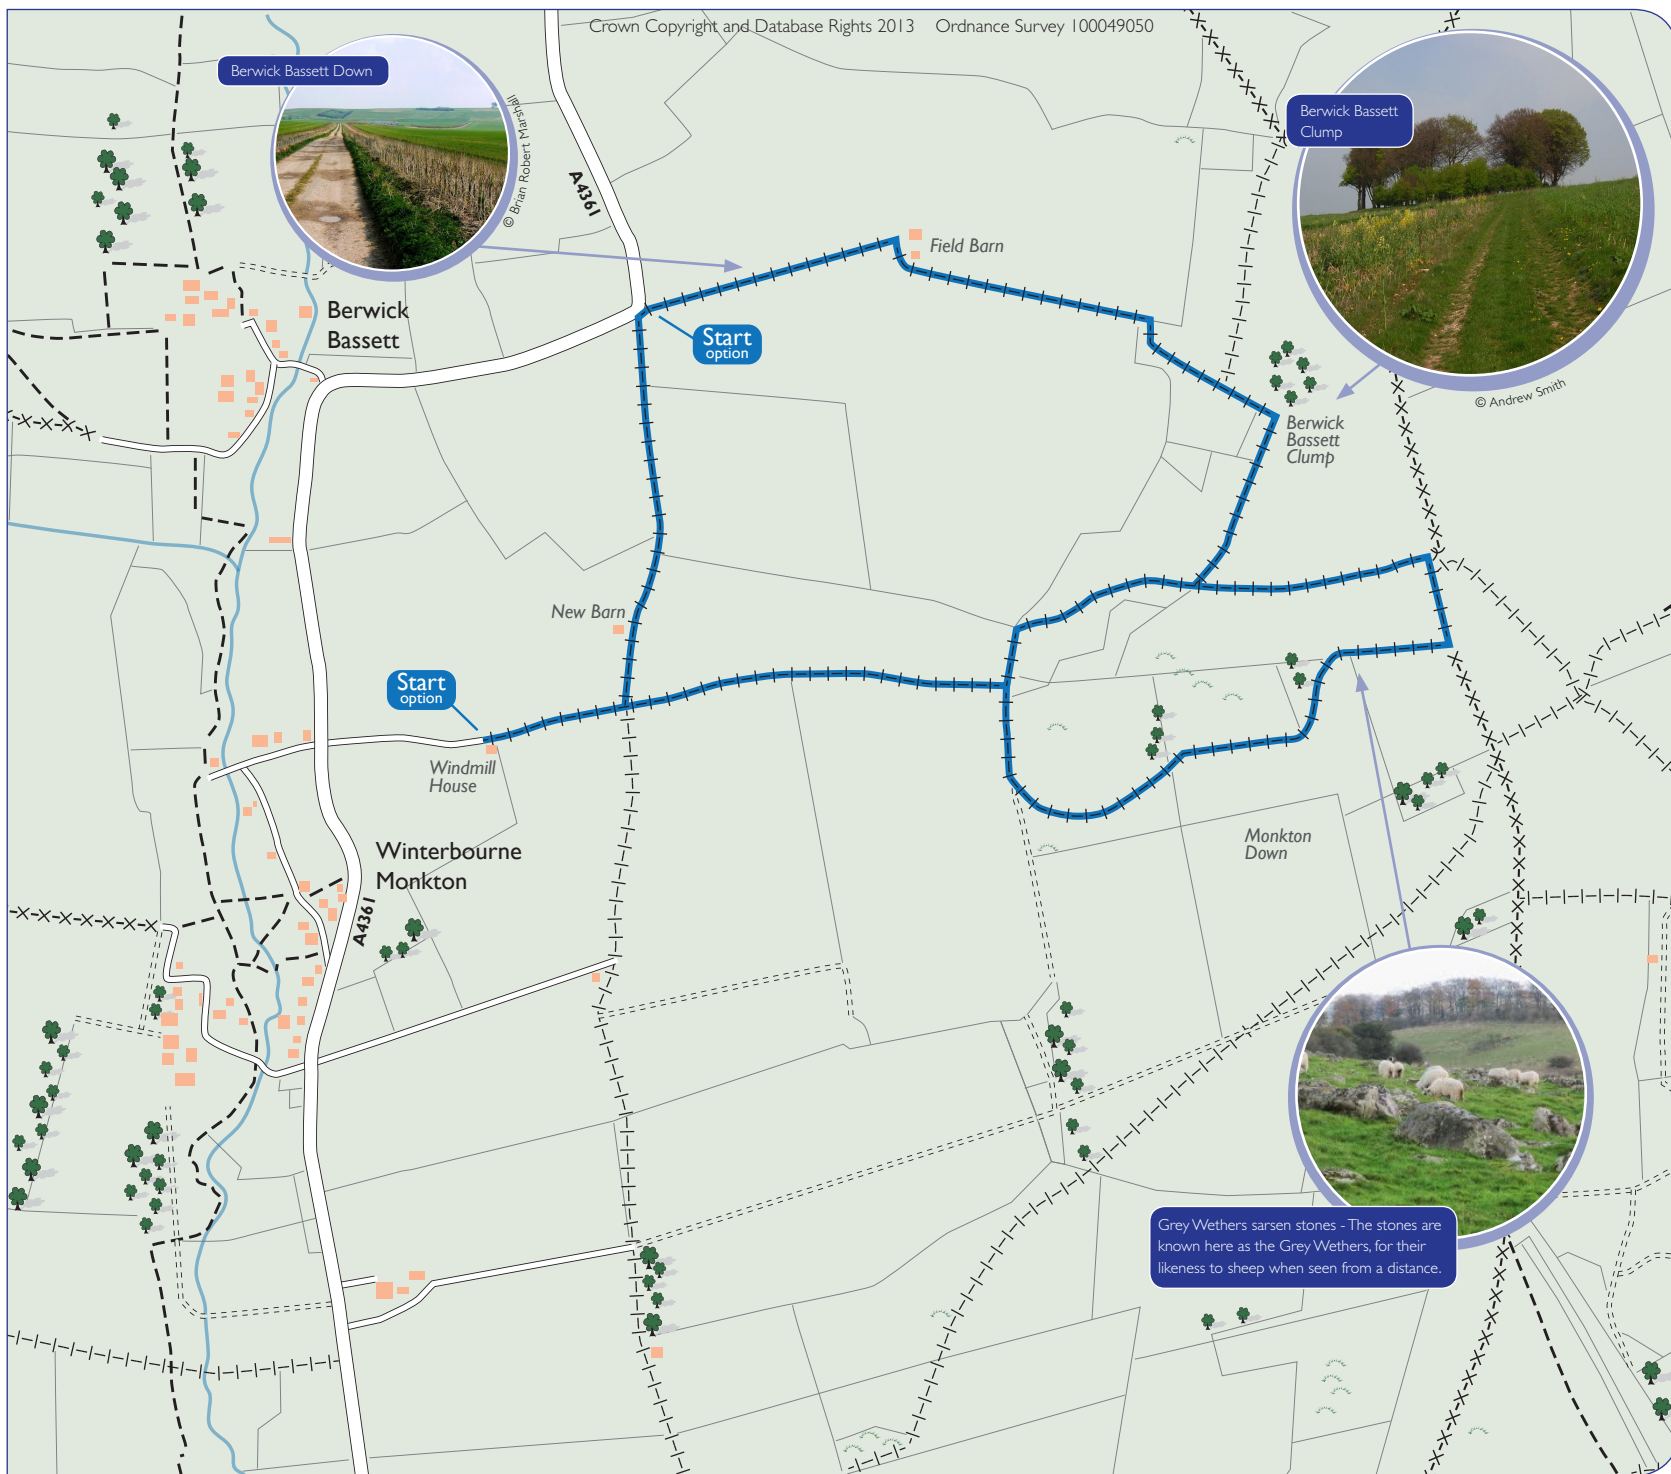 Crown Copyright and Database Rights 2013 Ordnance Survey 100049050
Berwick Bassett Down
© Brian Robert Marshall
A4361
Berwick Bassett
Clump
© Andrew Smith
Field Barn
Berwick
Bassett
Start
option
Berwick
Bassett
Clump
New Barn
Start
option
Windmill
House
Winterbourne
Monkton
A4361
Monkton
Down
Grey Wethers sarsen stones - The stones are
known here as the Grey Wethers, for their
likeness to sheep when seen from a distance.